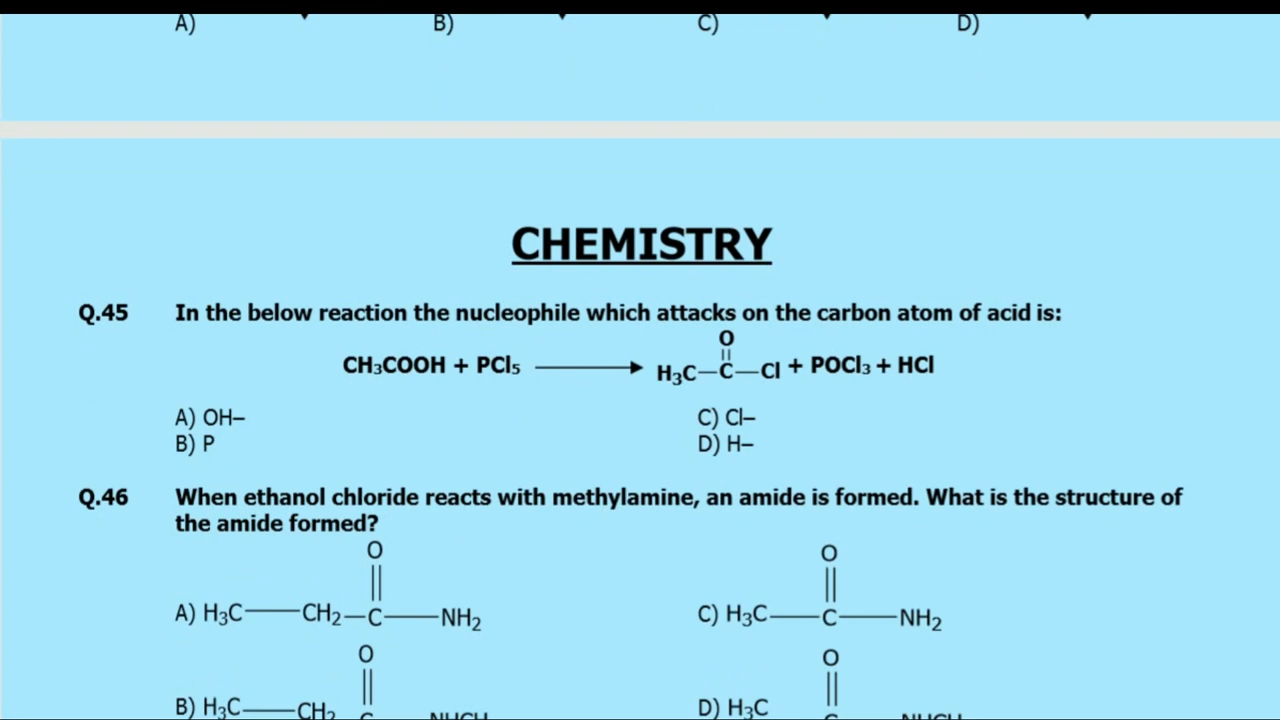 A) B) C) D)
CHEMISTRY
Q.45 In the below reaction the nucleophile which attacks on the carbon atom of acid is:
O
CH₃COOH + PCl₅ ⟶ H₃C—C—Cl + POCl₃ + HCl
A) OH– C) Cl–
B) P D) H–
Q.46 When ethanol chloride reacts with methylamine, an amide is formed. What is the structure of
the amide formed?
O O
A) H₃C—CH₂—C—NH₂ C) H₃C—C—NH₂
O O
B) H₃C—CH₂ D) H₃C